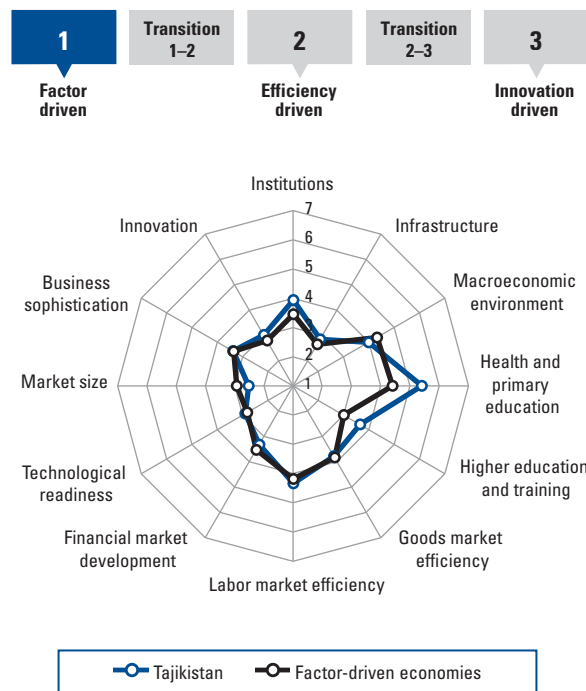 1
Transition
1–2
2
Transition
2–3
3
Factor
driven
Efficiency
driven
Innovation
driven
Institutions
7
6
5
4
3
2
1
Infrastructure
Macroeconomic
environment
Health and
primary
education
Higher education
and training
Goods market
efficiency
Labor market efficiency
Financial market
development
Technological
readiness
Market size
Business
sophistication
Innovation
Tajikistan
Factor-driven economies